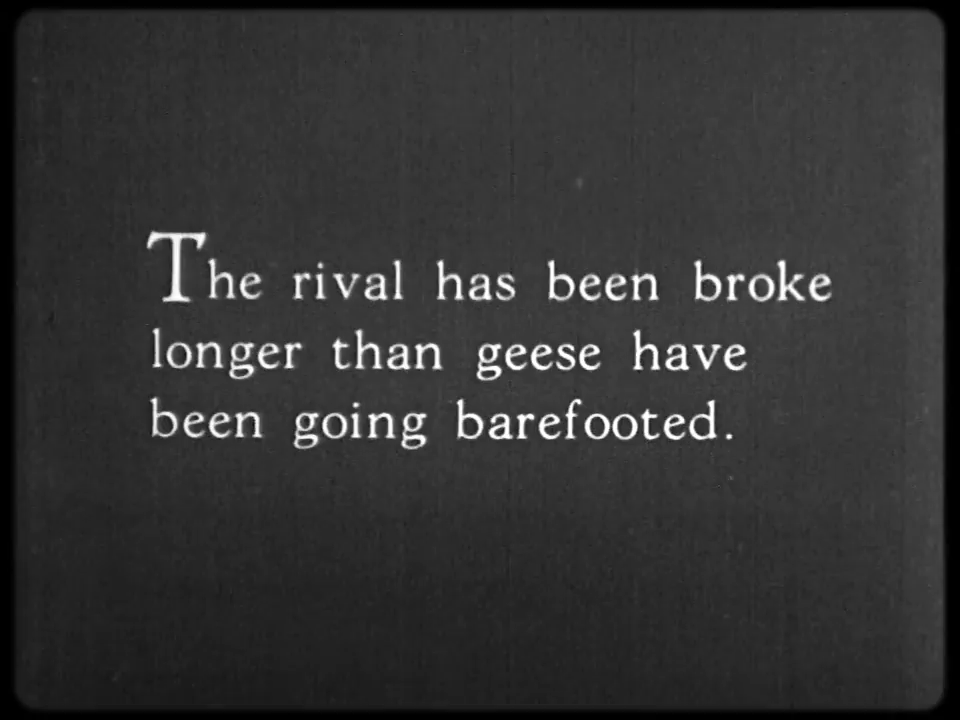 The rival has been broke
longer than geese have
been going barefooted.